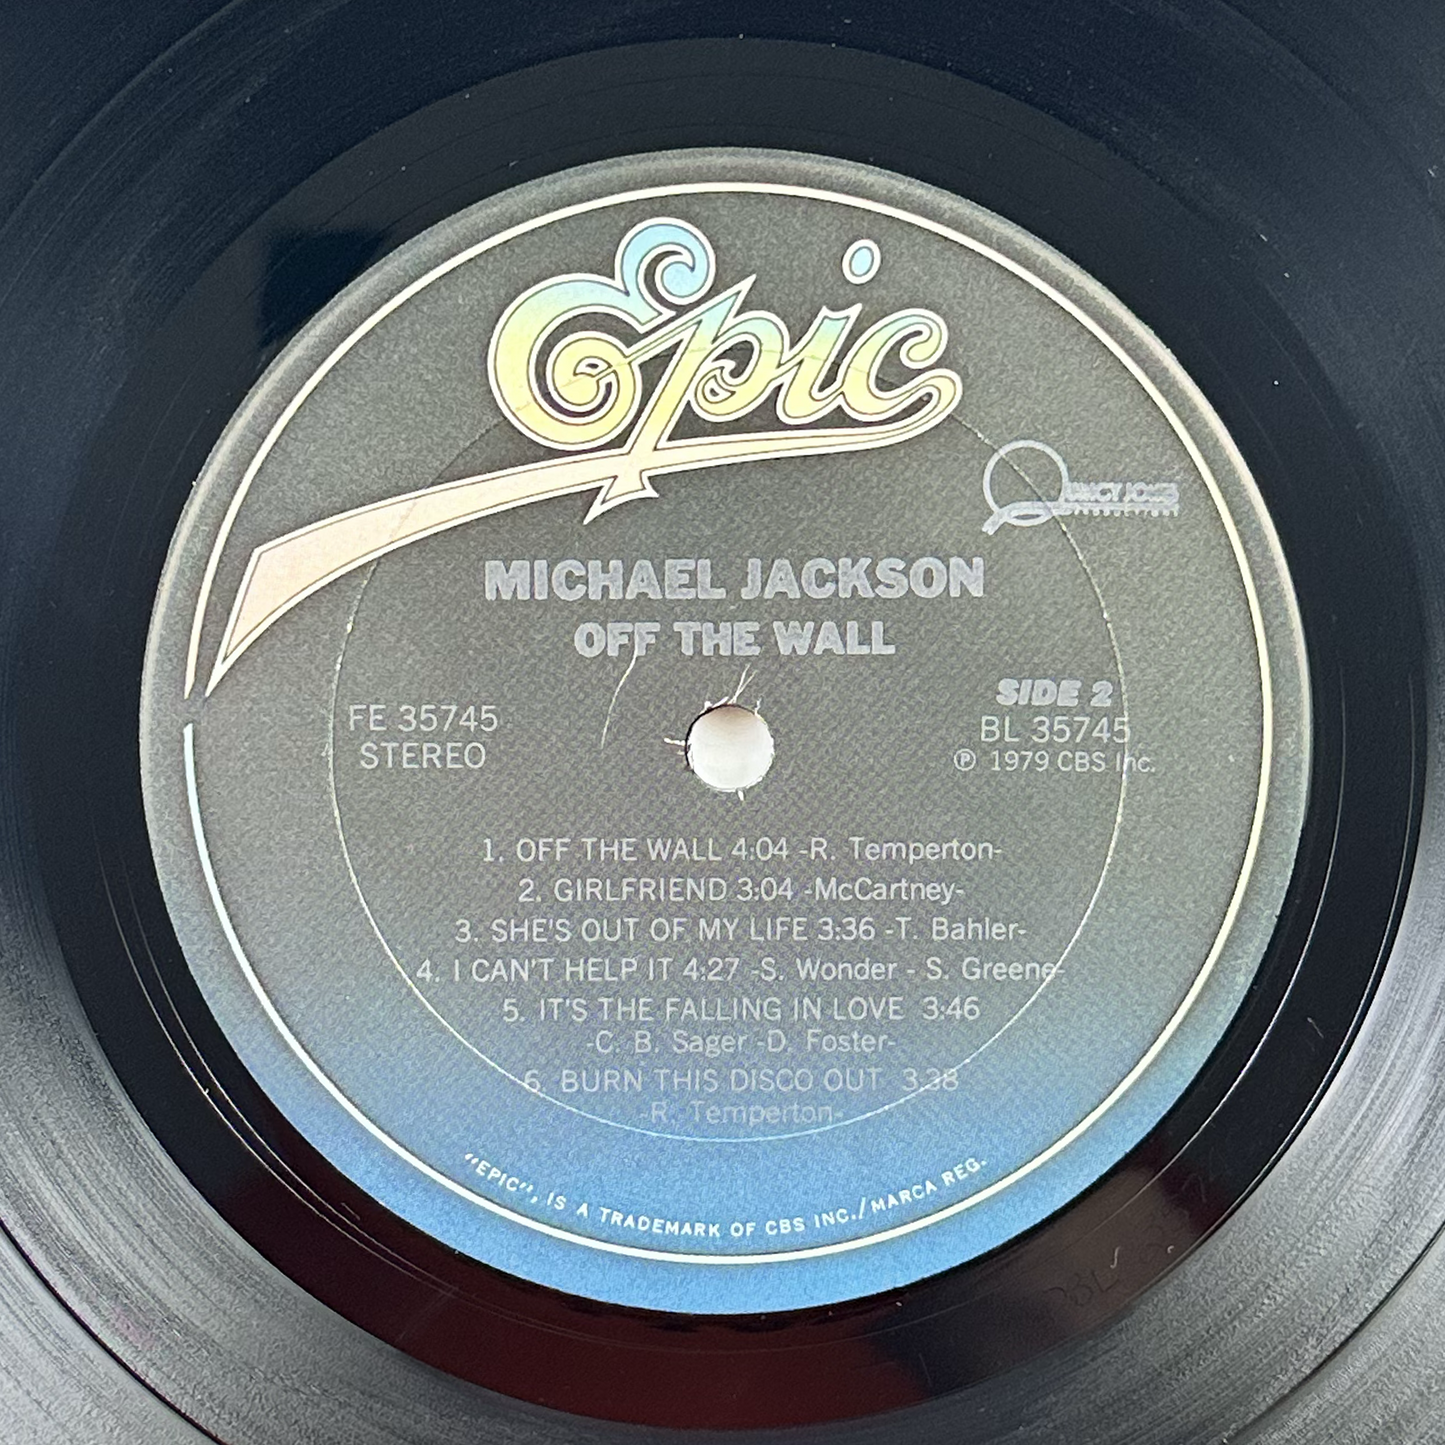 Epic
QUINCY JONES
PRODUCTIONS
MICHAEL JACKSON
OFF THE WALL
SIDE 2
FE 35745
STEREO
BL 35745
℗ 1979 CBS Inc.
1. OFF THE WALL 4:04 -R. Temperton-
2. GIRLFRIEND 3:04 -McCartney-
3. SHE'S OUT OF MY LIFE 3:36 -T. Bahler-
4. I CAN'T HELP IT 4:27 -S. Wonder - S. Greene-
5. IT'S THE FALLING IN LOVE 3:46
-C. B. Sager -D. Foster-
6. BURN THIS DISCO OUT 3:38
-R. Temperton-
"EPIC", IS A TRADEMARK OF CBS INC./MARCA REG.